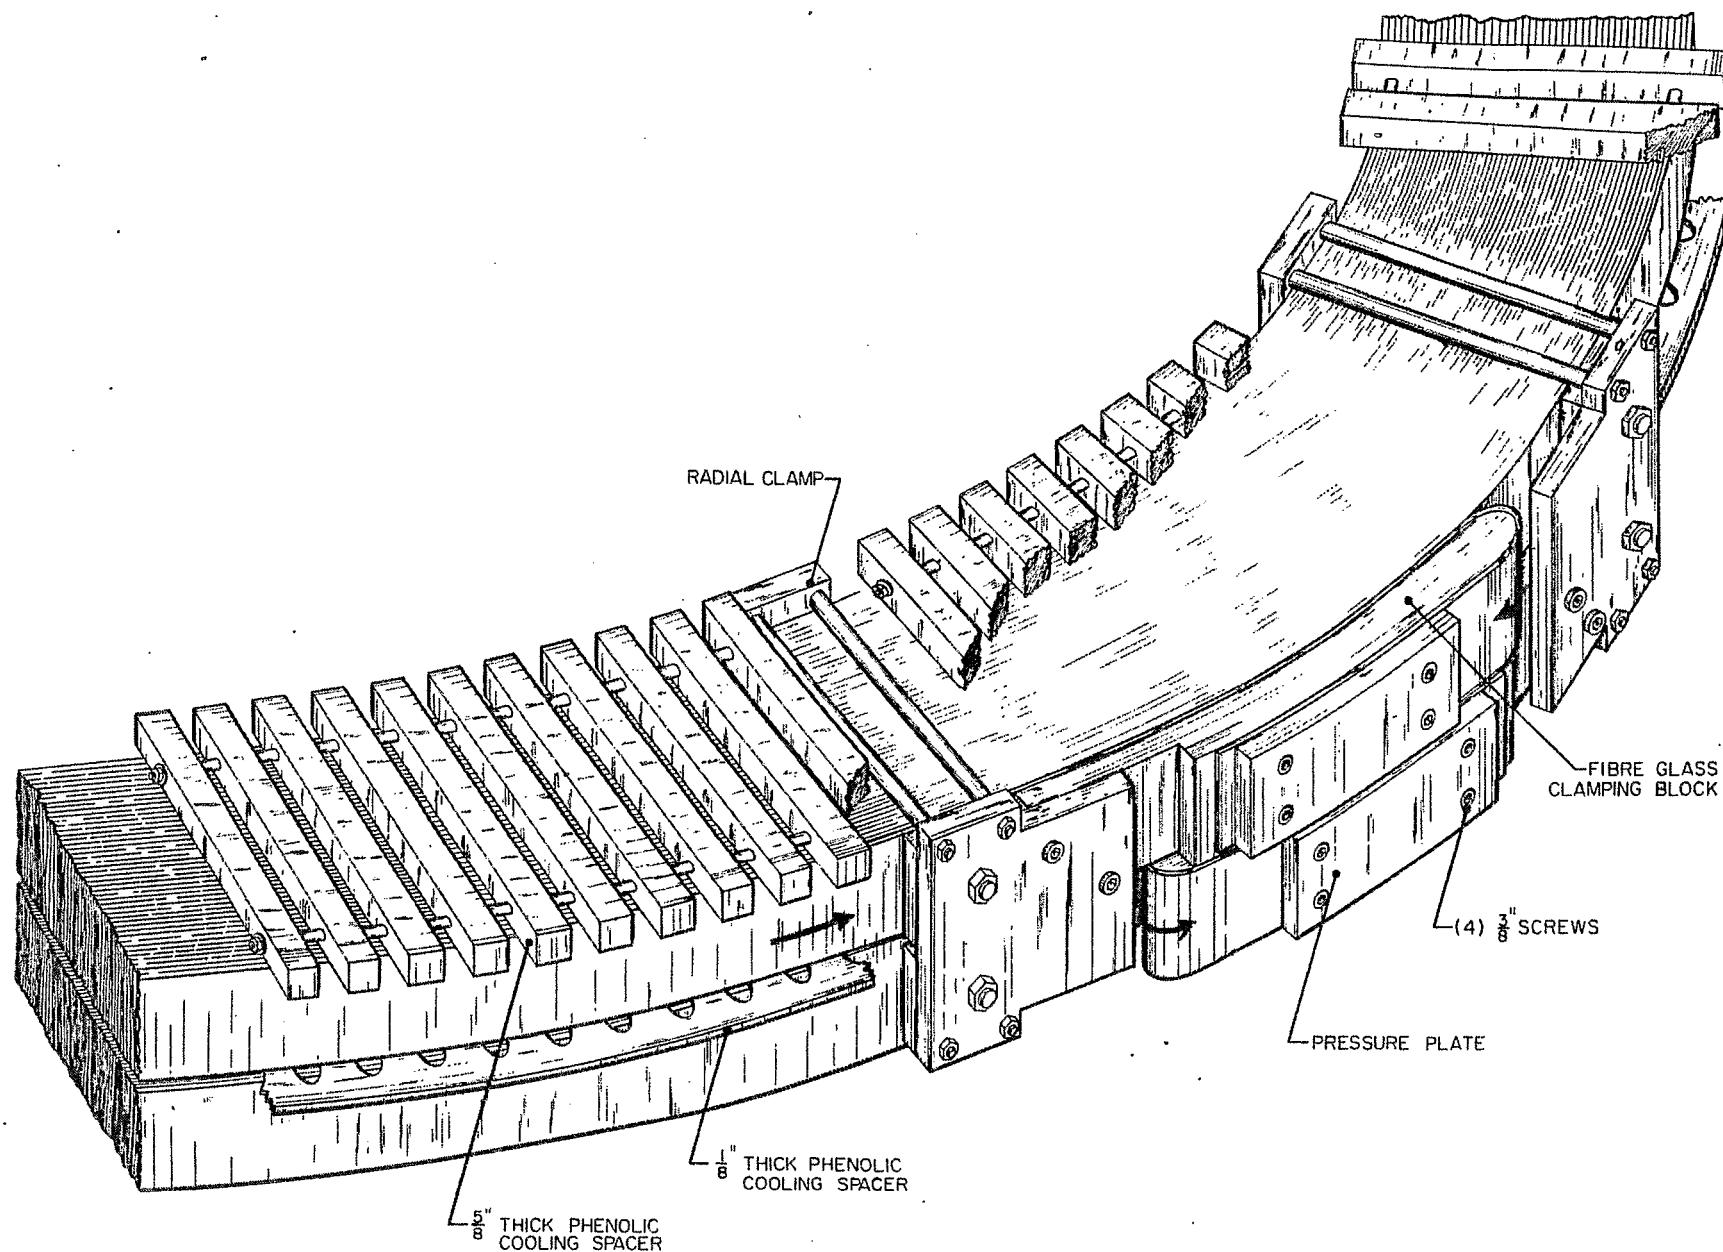 RADIAL CLAMP
FIBRE GLASS
CLAMPING BLOCK
(4) 3/8" SCREWS
PRESSURE PLATE
1/8" THICK PHENOLIC
COOLING SPACER
5/8" THICK PHENOLIC
COOLING SPACER